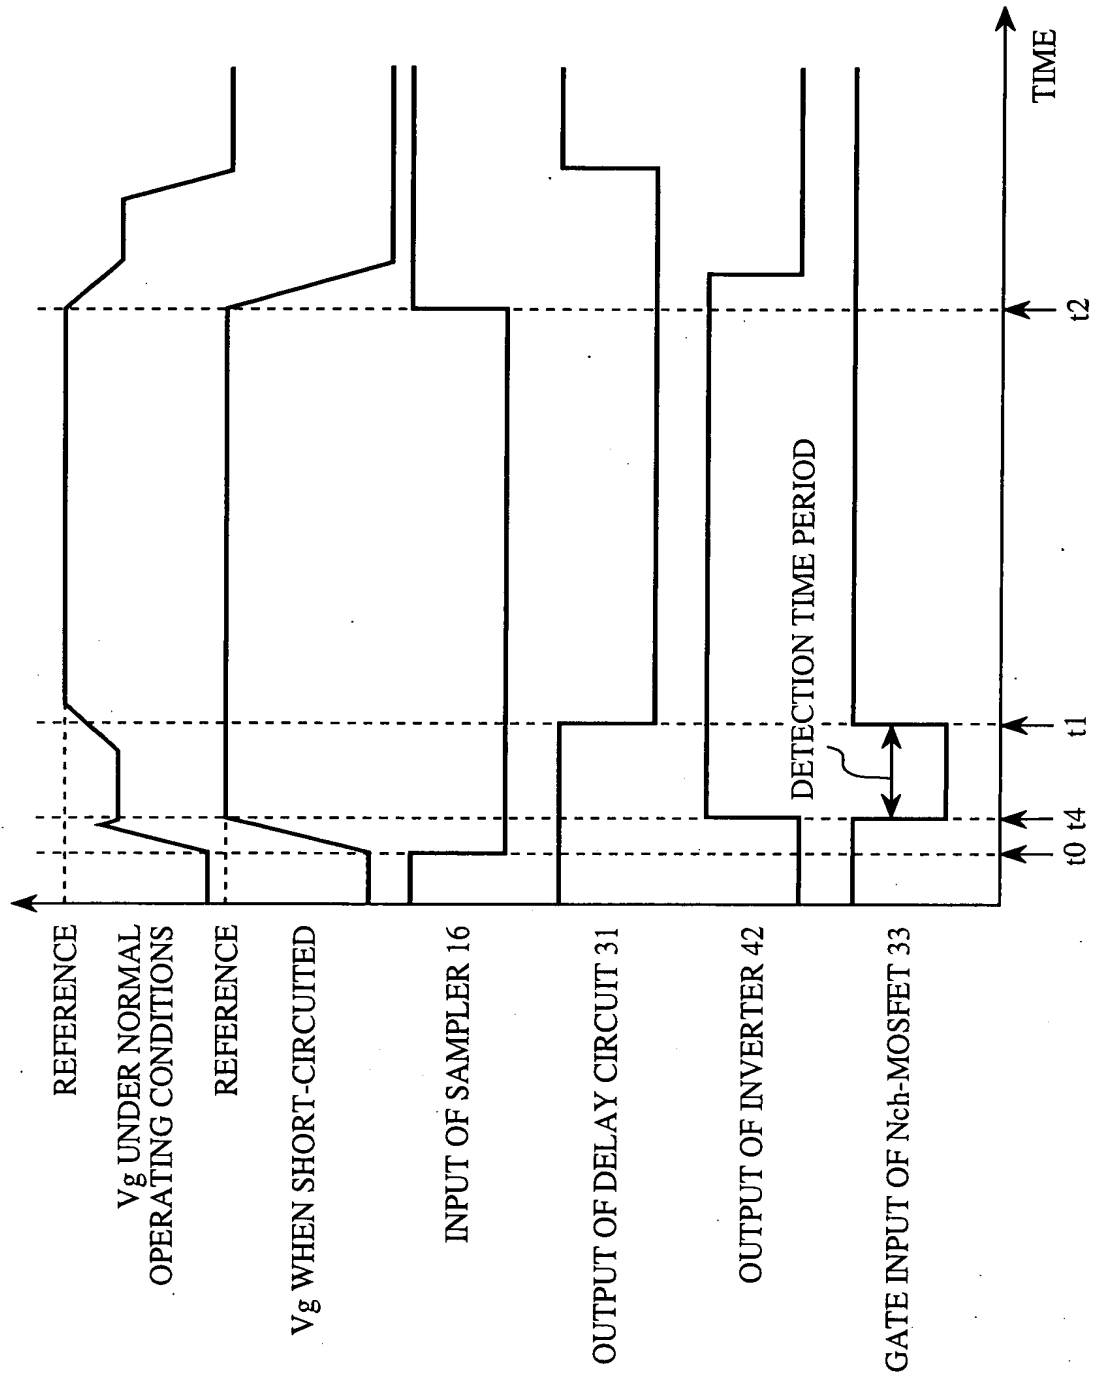 REFERENCE
Vg UNDER NORMAL
OPERATING CONDITIONS
REFERENCE
Vg WHEN SHORT-CIRCUITED
INPUT OF SAMPLER 16
OUTPUT OF DELAY CIRCUIT 31
OUTPUT OF INVERTER 42
GATE INPUT OF Nch-MOSFET 33
DETECTION TIME PERIOD
t0 t4 t1 t2
TIME